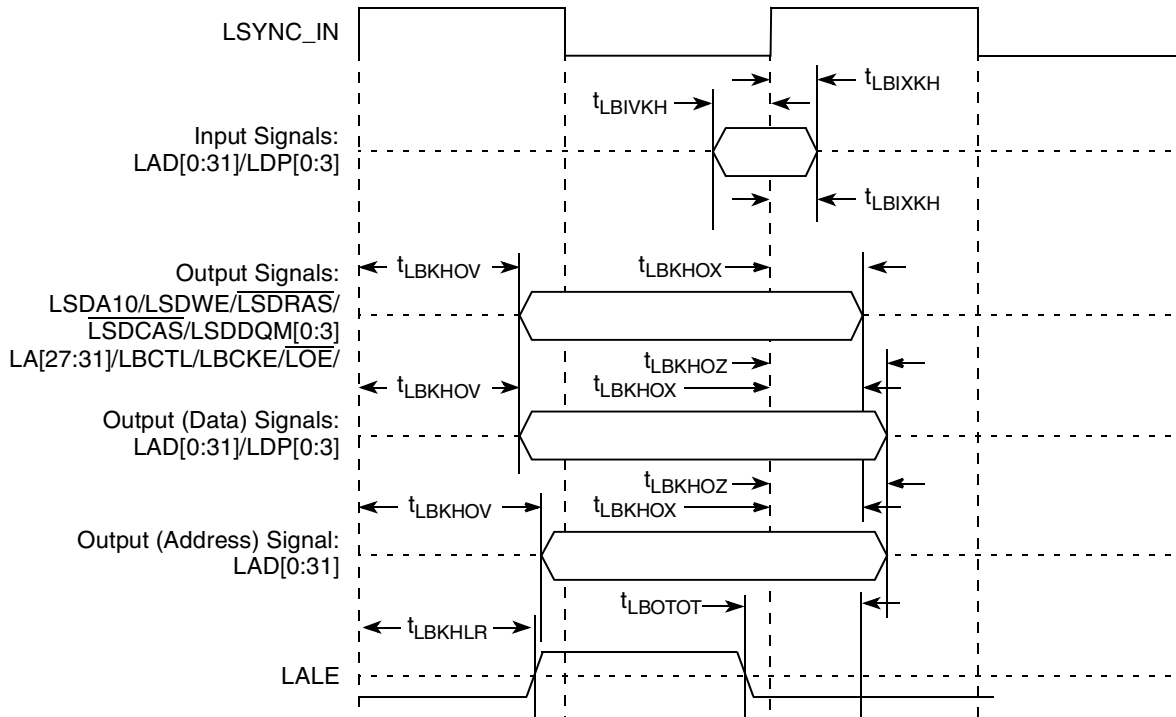 LSYNC_IN
tLBIXKH
tLBIVKH
Input Signals:
LAD[0:31]/LDP[0:3]
tLBIXKH
Output Signals:
tLBKHOV
tLBKHOX
LSDA10/LSDWE/LSDRAS/
LSDCAS/LSDDQM[0:3]
LA[27:31]/LBCTL/LBCKE/LOE/
tLBKHOZ
tLBKHOV
tLBKHOX
Output (Data) Signals:
LAD[0:31]/LDP[0:3]
tLBKHOZ
tLBKHOV
tLBKHOX
Output (Address) Signal:
LAD[0:31]
tLBOTOT
tLBKHLR
LALE